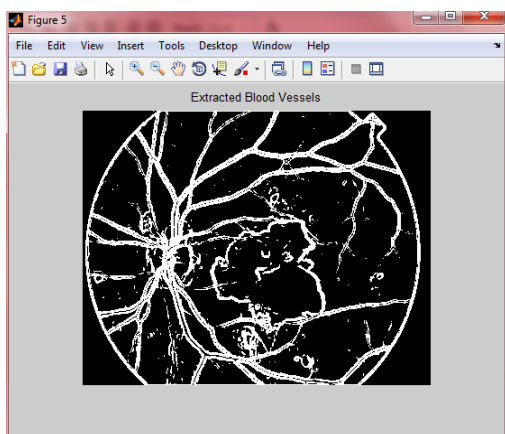 Figure 5
File Edit View Insert Tools Desktop Window Help
Extracted Blood Vessels